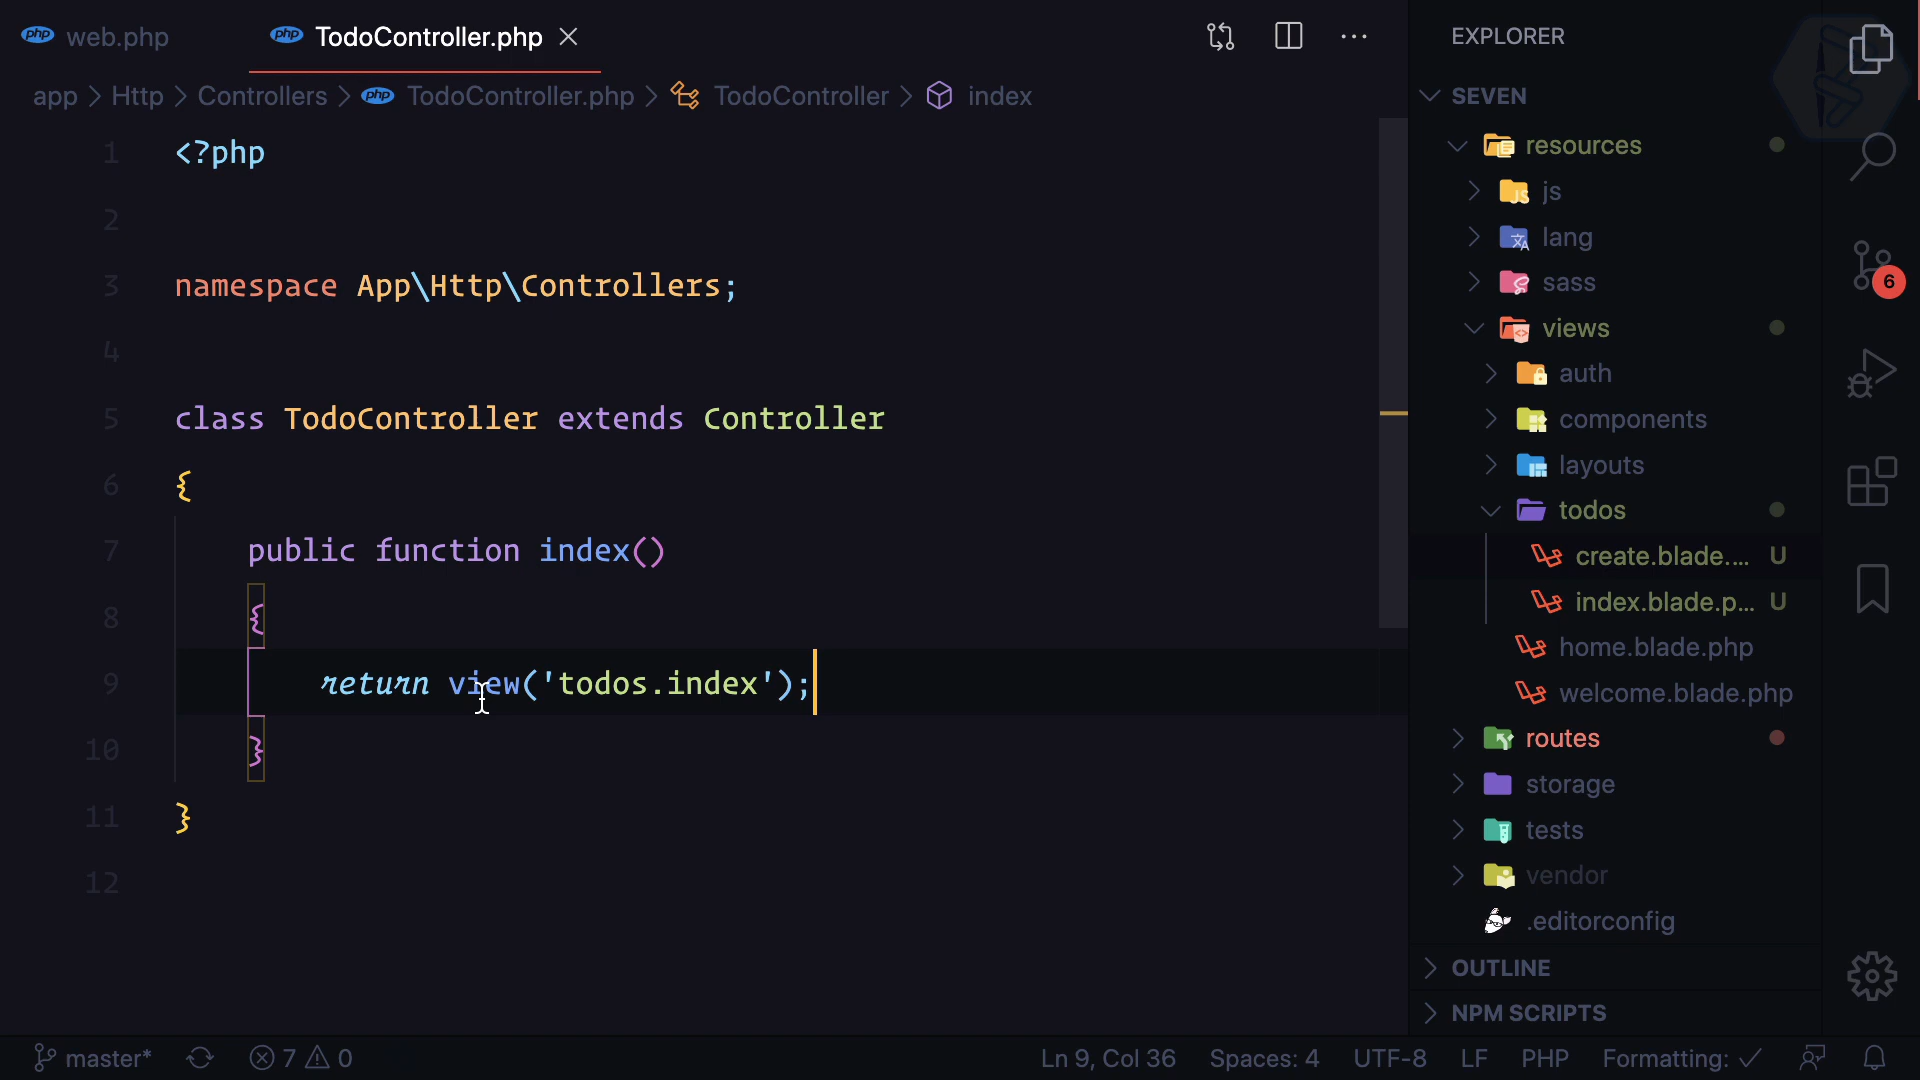 php web.php
php TodoController.php
app > Http > Controllers > php TodoController.php > TodoController > index
1 <?php
2
3 namespace App\Http\Controllers;
4
5 class TodoController extends Controller
6 {
7 public function index()
8 {
9 return view('todos.index');
10 }
11 }
12
EXPLORER
SEVEN
resources
JS js
lang
sass
views
auth
components
layouts
todos
create.blade.... U
index.blade.p... U
home.blade.php
welcome.blade.php
routes
storage
tests
vendor
.editorconfig
OUTLINE
NPM SCRIPTS
6
master* 7 0 Ln 9, Col 36 Spaces: 4 UTF-8 LF PHP Formatting: ✓